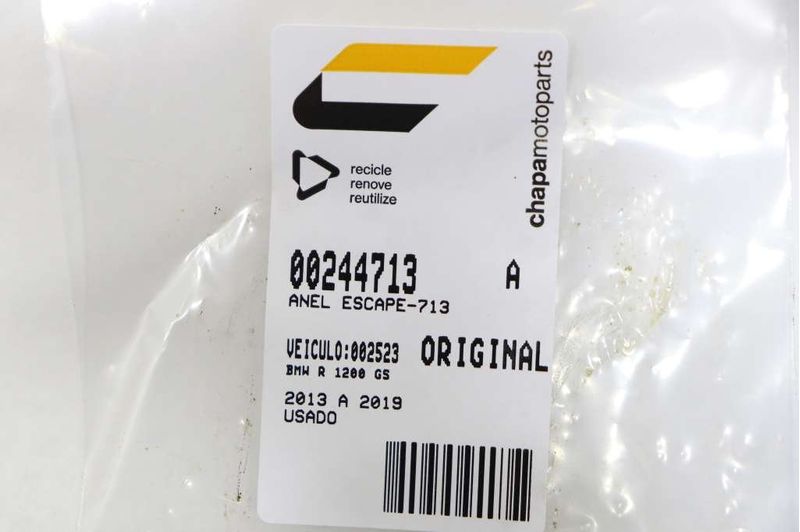 chapamotoparts
recicle
renove
reutilize
00244713 A
ANEL ESCAPE-713
VEICULO:002523 ORIGINAL
BMW R 1200 GS
2013 A 2019
USADO